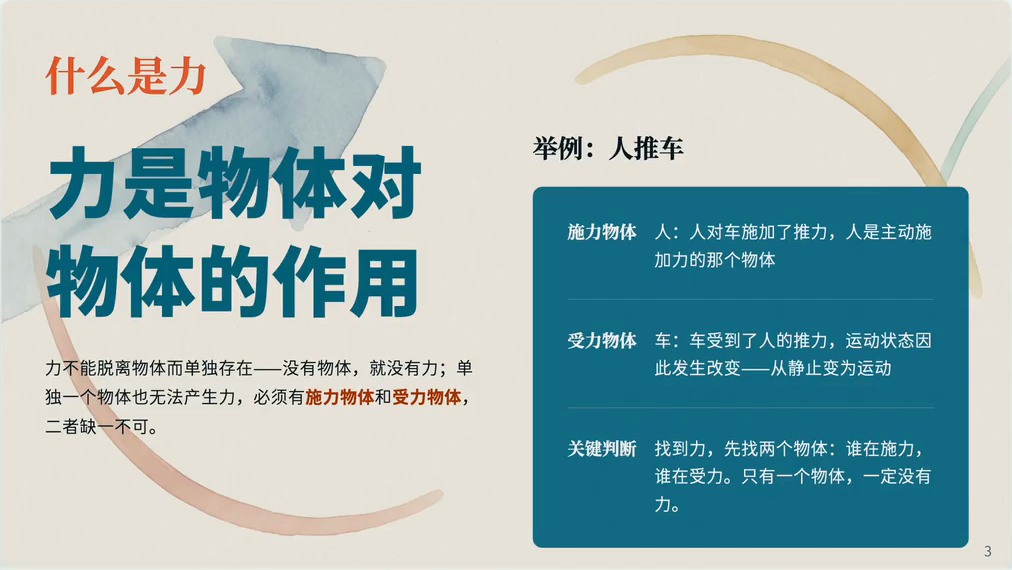 什么是力
力是物体对
物体的作用
力不能脱离物体而单独存在——没有物体，就没有力；单
独一个物体也无法产生力，必须有施力物体和受力物体，
二者缺一不可。
举例：人推车
施力物体 人：人对车施加了推力，人是主动施
加力的那个物体
受力物体 车：车受到了人的推力，运动状态因
此发生改变——从静止变为运动
关键判断 找到力，先找两个物体：谁在施力，
谁在受力。只有一个物体，一定没有
力。
3